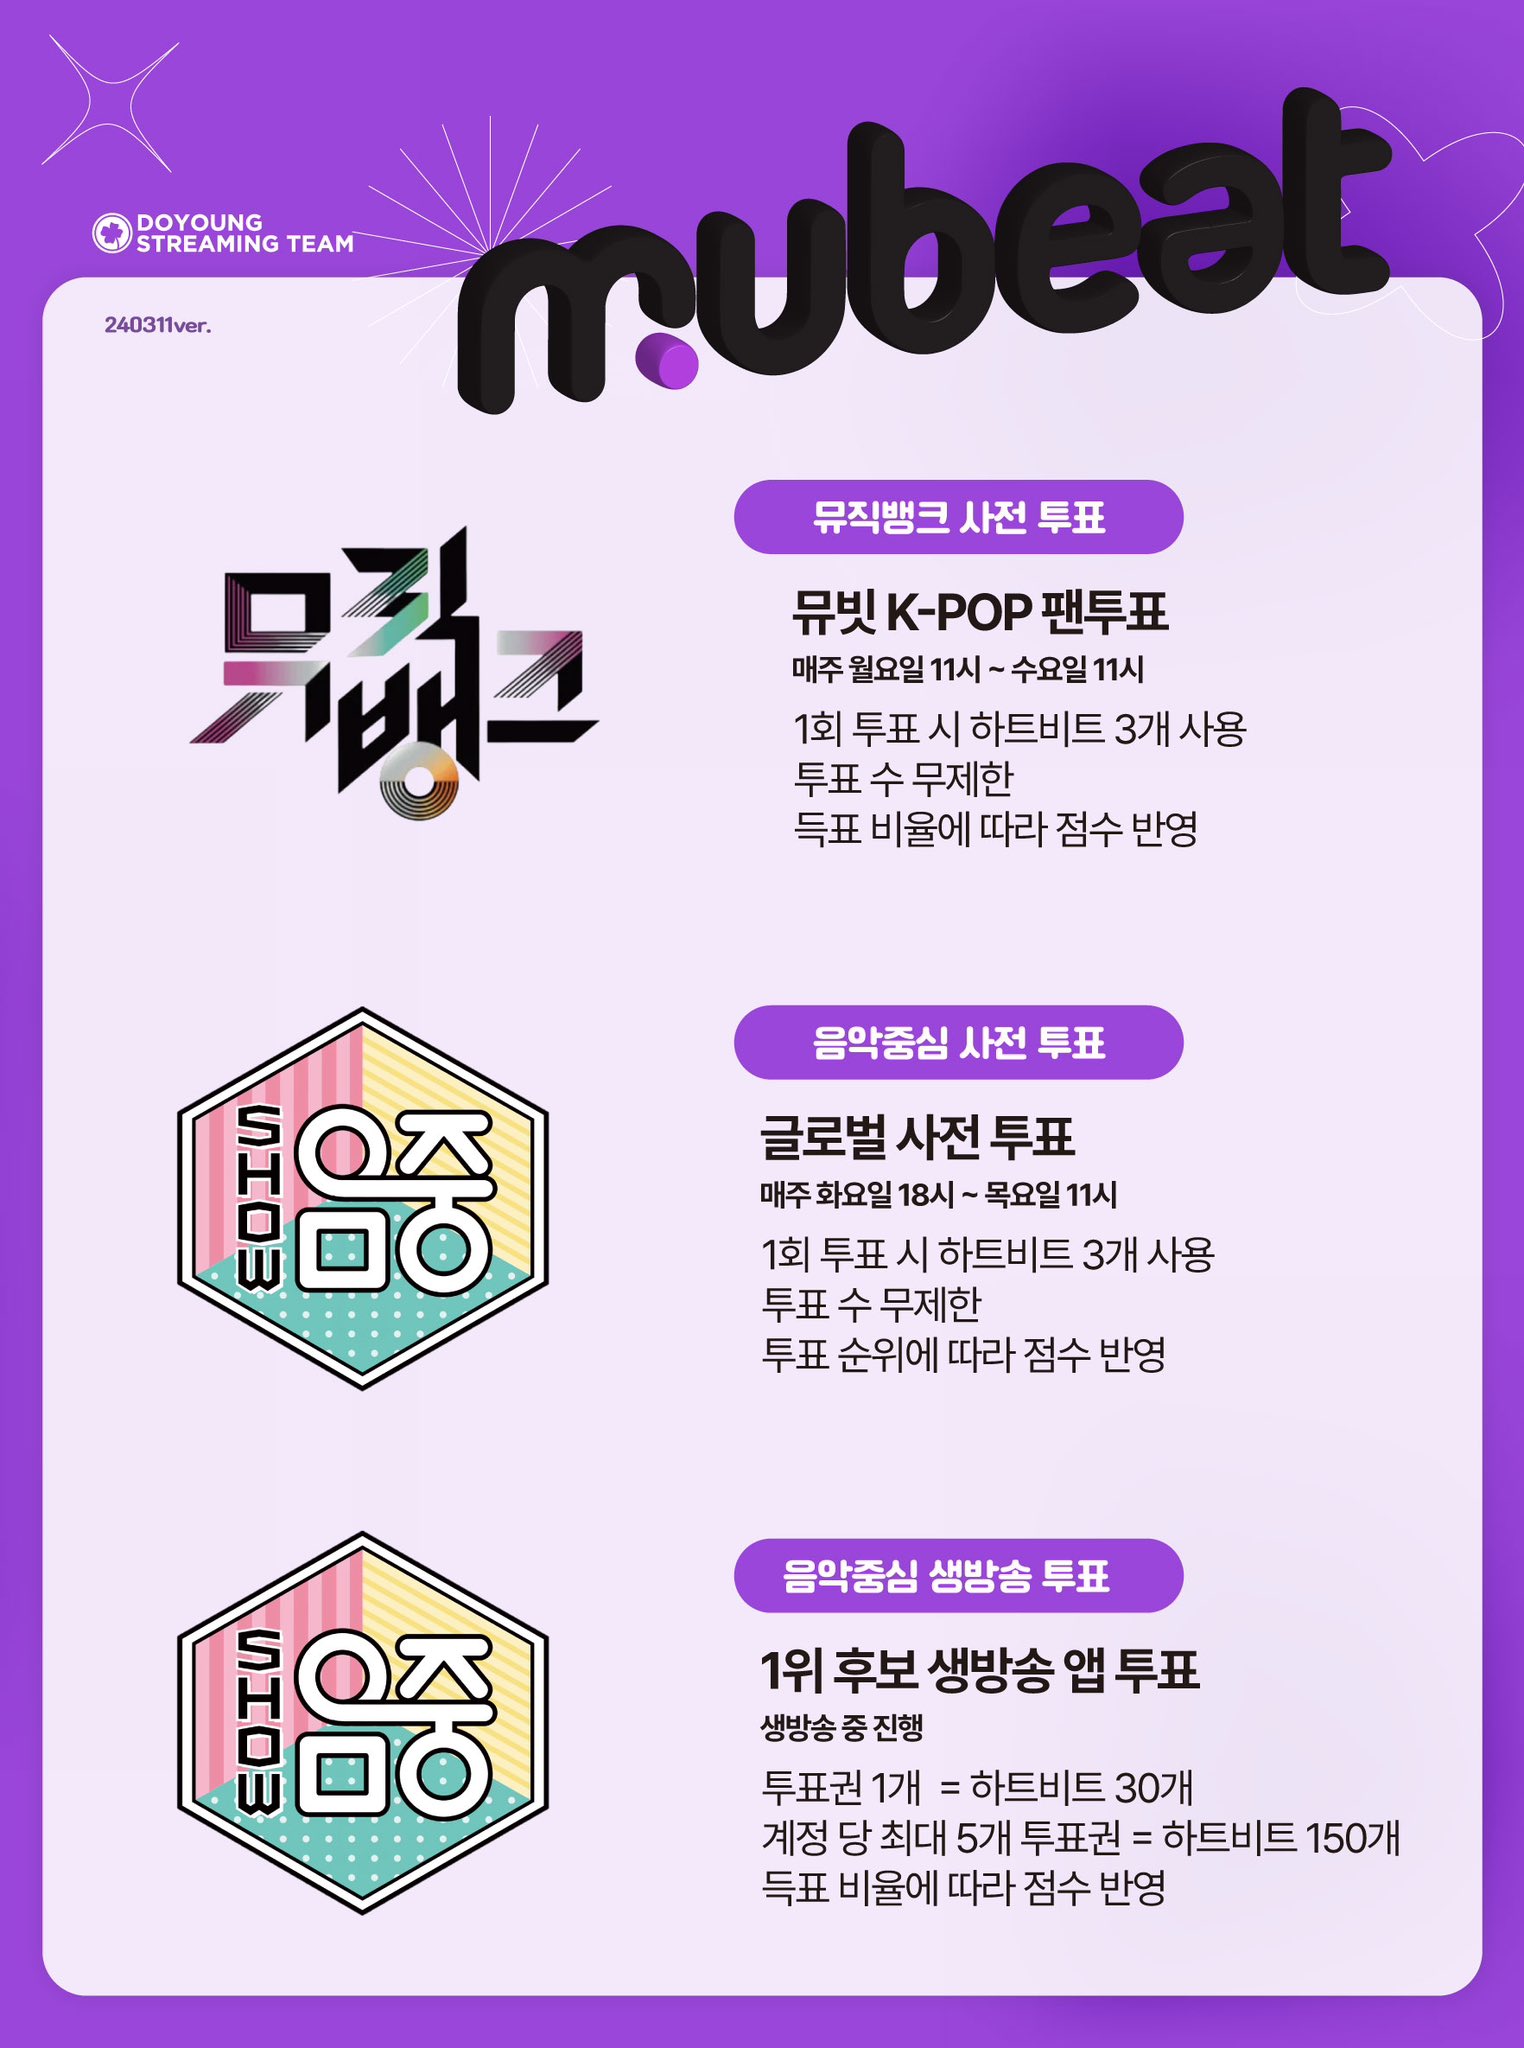 DOYOUNG
STREAMING TEAM
mubeat
240311ver.
뮤직뱅크
뮤직뱅크 사전 투표
뮤빗 K-POP 팬투표
매주 월요일 11시 ~ 수요일 11시
1회 투표 시 하트비트 3개 사용
투표 수 무제한
득표 비율에 따라 점수 반영
SHOW
음중
음악중심 사전 투표
글로벌 사전 투표
매주 화요일 18시 ~ 목요일 11시
1회 투표 시 하트비트 3개 사용
투표 수 무제한
투표 순위에 따라 점수 반영
SHOW
음중
음악중심 생방송 투표
1위 후보 생방송 앱 투표
생방송 중 진행
투표권 1개 = 하트비트 30개
계정 당 최대 5개 투표권 = 하트비트 150개
득표 비율에 따라 점수 반영